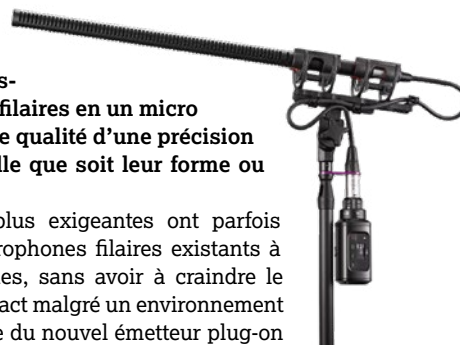 s-
filaires en un micro
e qualité d’une précision
lle que soit leur forme ou
plus exigeantes ont parfois
rophones filaires existants à
es, sans avoir à craindre le
act malgré un environnement
e du nouvel émetteur plug-on